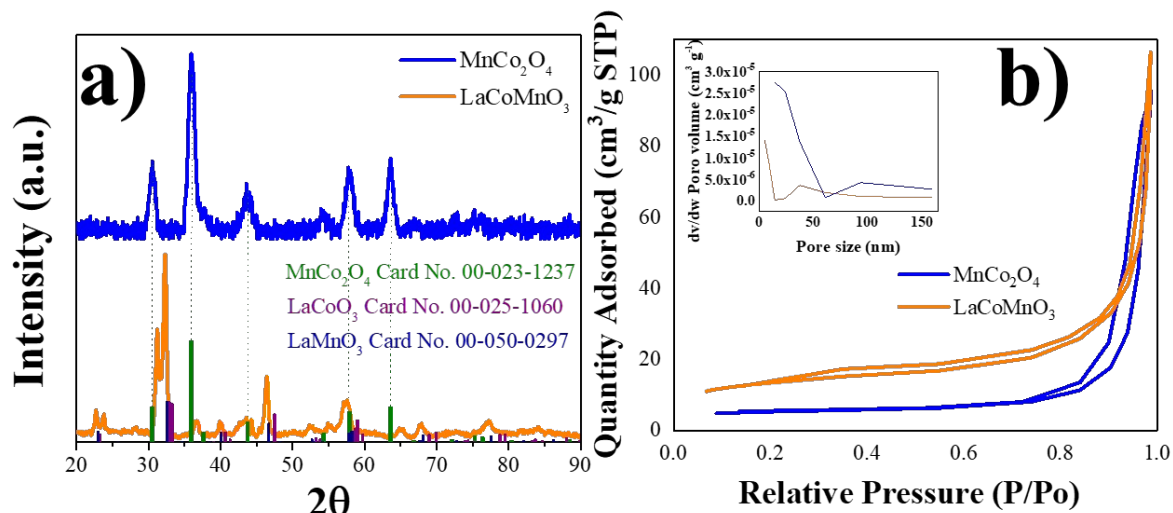 a)
MnCo₂O₄
LaCoMnO₃
MnCo₂O₄ Card No. 00-023-1237
LaCoO₃ Card No. 00-025-1060
LaMnO₃ Card No. 00-050-0297
Intensity (a.u.)
20 30 40 50 60 70 80 90
2θ
b)
Quantity Adsorbed (cm³/g STP)
100
80
60
40
20
0
dv/dw Poro volume (cm³ g⁻¹)
3.0x10⁻⁵
2.5x10⁻⁵
2.0x10⁻⁵
1.5x10⁻⁵
1.0x10⁻⁵
5.0x10⁻⁶
0.0
0 50 100 150
Pore size (nm)
MnCo₂O₄
LaCoMnO₃
0.0 0.2 0.4 0.6 0.8 1.0
Relative Pressure (P/Po)